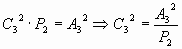 C₃² · P₂ = A₃² ⇒ C₃² = A₃² / P₂